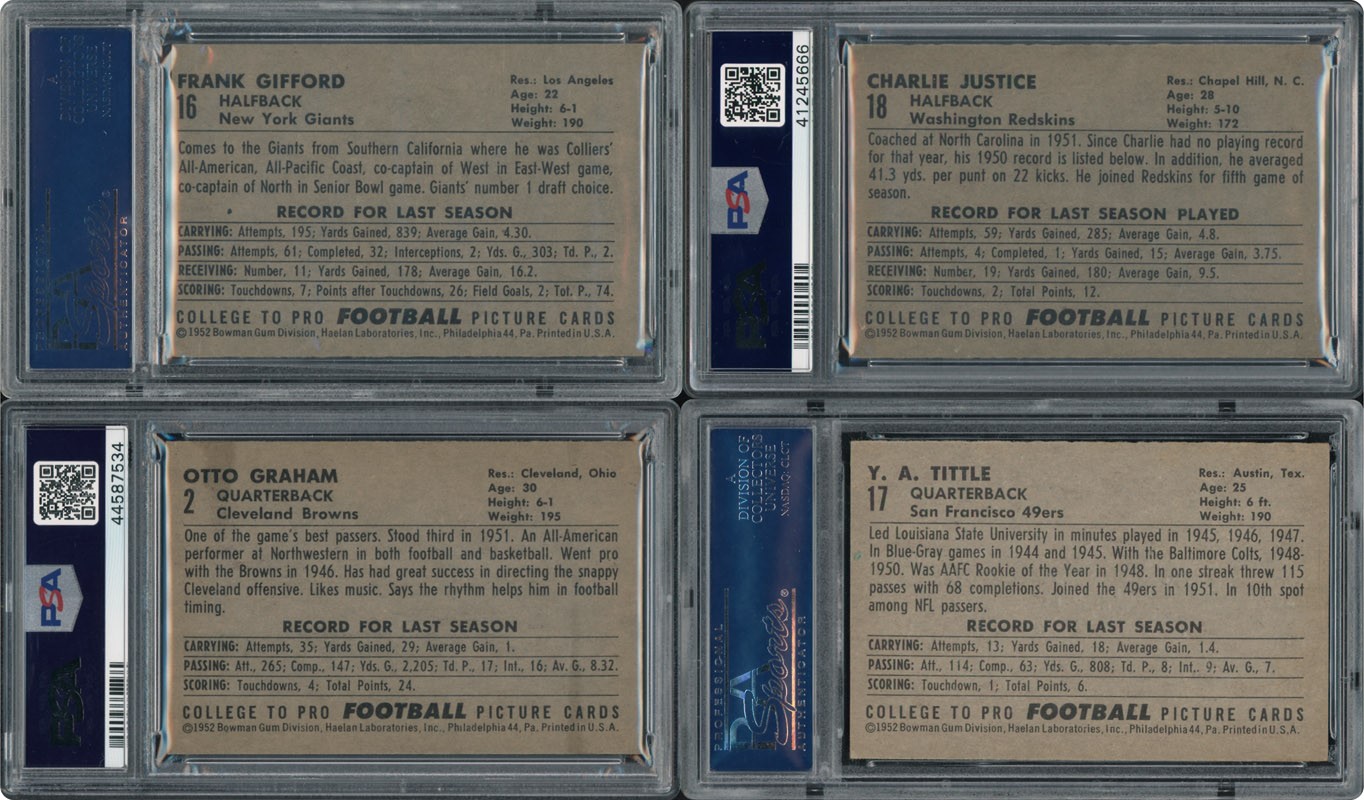 FRANK GIFFORD
16
HALFBACK
New York Giants
Res.: Los Angeles
Age: 22
Height: 6-1
Weight: 190
Comes to the Giants from Southern California where he was Colliers'
All-American, All-Pacific Coast, co-captain of West in East-West game,
co-captain of North in Senior Bowl game. Giants' number 1 draft choice.
RECORD FOR LAST SEASON
CARRYING: Attempts, 195; Yards Gained, 839; Average Gain, 4.30.
PASSING: Attempts, 61; Completed, 32; Interceptions, 2; Yds. G., 303; Td. P., 2.
RECEIVING: Number, 11; Yards Gained, 178; Average Gain, 16.2.
SCORING: Touchdowns, 7; Points after Touchdowns, 26; Field Goals, 2; Tot. P., 74.
COLLEGE TO PRO FOOTBALL PICTURE CARDS
©1952 Bowman Gum Division, Haelan Laboratories, Inc., Philadelphia 44, Pa. Printed in U.S.A.
AUTHENTICATOR
41245666
PSA
PSA
CHARLIE JUSTICE
18
HALFBACK
Washington Redskins
Res.: Chapel Hill, N. C.
Age: 28
Height: 5-10
Weight: 172
Coached at North Carolina in 1951. Since Charlie had no playing record
for that year, his 1950 record is listed below. In addition, he averaged
41.3 yds. per punt on 22 kicks. He joined Redskins for fifth game of
season.
RECORD FOR LAST SEASON PLAYED
CARRYING: Attempts, 59; Yards Gained, 285; Average Gain, 4.8.
PASSING: Attempts, 4; Completed, 1; Yards Gained, 15; Average Gain, 3.75.
RECEIVING: Number, 19; Yards Gained, 180; Average Gain, 9.5.
SCORING: Touchdowns, 2; Total Points, 12.
COLLEGE TO PRO FOOTBALL PICTURE CARDS
©1952 Bowman Gum Division, Haelan Laboratories, Inc., Philadelphia 44, Pa. Printed in U.S.A.
44587534
PSA
PSA
OTTO GRAHAM
2
QUARTERBACK
Cleveland Browns
Res.: Cleveland, Ohio
Age: 30
Height: 6-1
Weight: 195
One of the game's best passers. Stood third in 1951. An All-American
performer at Northwestern in both football and basketball. Went pro
with the Browns in 1946. Has had great success in directing the snappy
Cleveland offensive. Likes music. Says the rhythm helps him in football
timing.
RECORD FOR LAST SEASON
CARRYING: Attempts, 35; Yards Gained, 29; Average Gain, 1.
PASSING: Att., 265; Comp., 147; Yds. G., 2,205; Td. P., 17; Int., 16; Av. G., 8.32.
SCORING: Touchdowns, 4; Total Points, 24.
COLLEGE TO PRO FOOTBALL PICTURE CARDS
©1952 Bowman Gum Division, Haelan Laboratories, Inc., Philadelphia 44, Pa. Printed in U.S.A.
A
DIVISION OF
COLLECTORS
UNIVERSE
NASDAQ: CLCT
PROFESSIONAL
PSA
Sports®
AUTHENTICATOR
Y. A. TITTLE
17
QUARTERBACK
San Francisco 49ers
Res.: Austin, Tex.
Age: 25
Height: 6 ft.
Weight: 190
Led Louisiana State University in minutes played in 1945, 1946, 1947.
In Blue-Gray games in 1944 and 1945. With the Baltimore Colts, 1948-
1950. Was AAFC Rookie of the Year in 1948. In one streak threw 115
passes with 68 completions. Joined the 49ers in 1951. In 10th spot
among NFL passers.
RECORD FOR LAST SEASON
CARRYING: Attempts, 13; Yards Gained, 18; Average Gain, 1.4.
PASSING: Att., 114; Comp., 63; Yds. G., 808; Td. P., 8; Int., 9; Av. G., 7.
SCORING: Touchdown, 1; Total Points, 6.
COLLEGE TO PRO FOOTBALL PICTURE CARDS
©1952 Bowman Gum Division, Haelan Laboratories, Inc., Philadelphia 44, Pa. Printed in U.S.A.